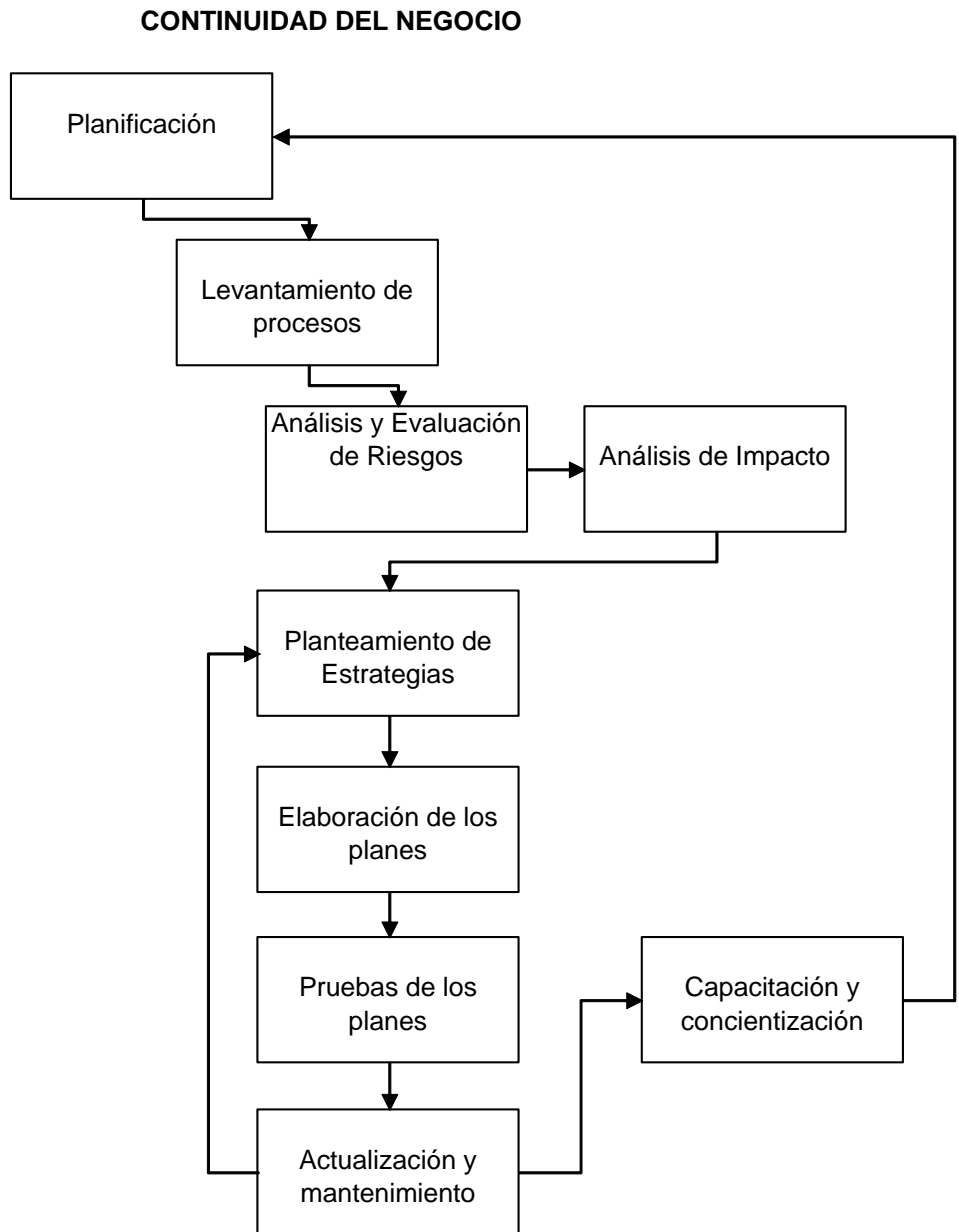 CONTINUIDAD DEL NEGOCIO
Planificación
Levantamiento de
procesos
Análisis y Evaluación
de Riesgos
Análisis de Impacto
Planteamiento de
Estrategias
Elaboración de los
planes
Pruebas de los
planes
Capacitación y
concientización
Actualización y
mantenimiento